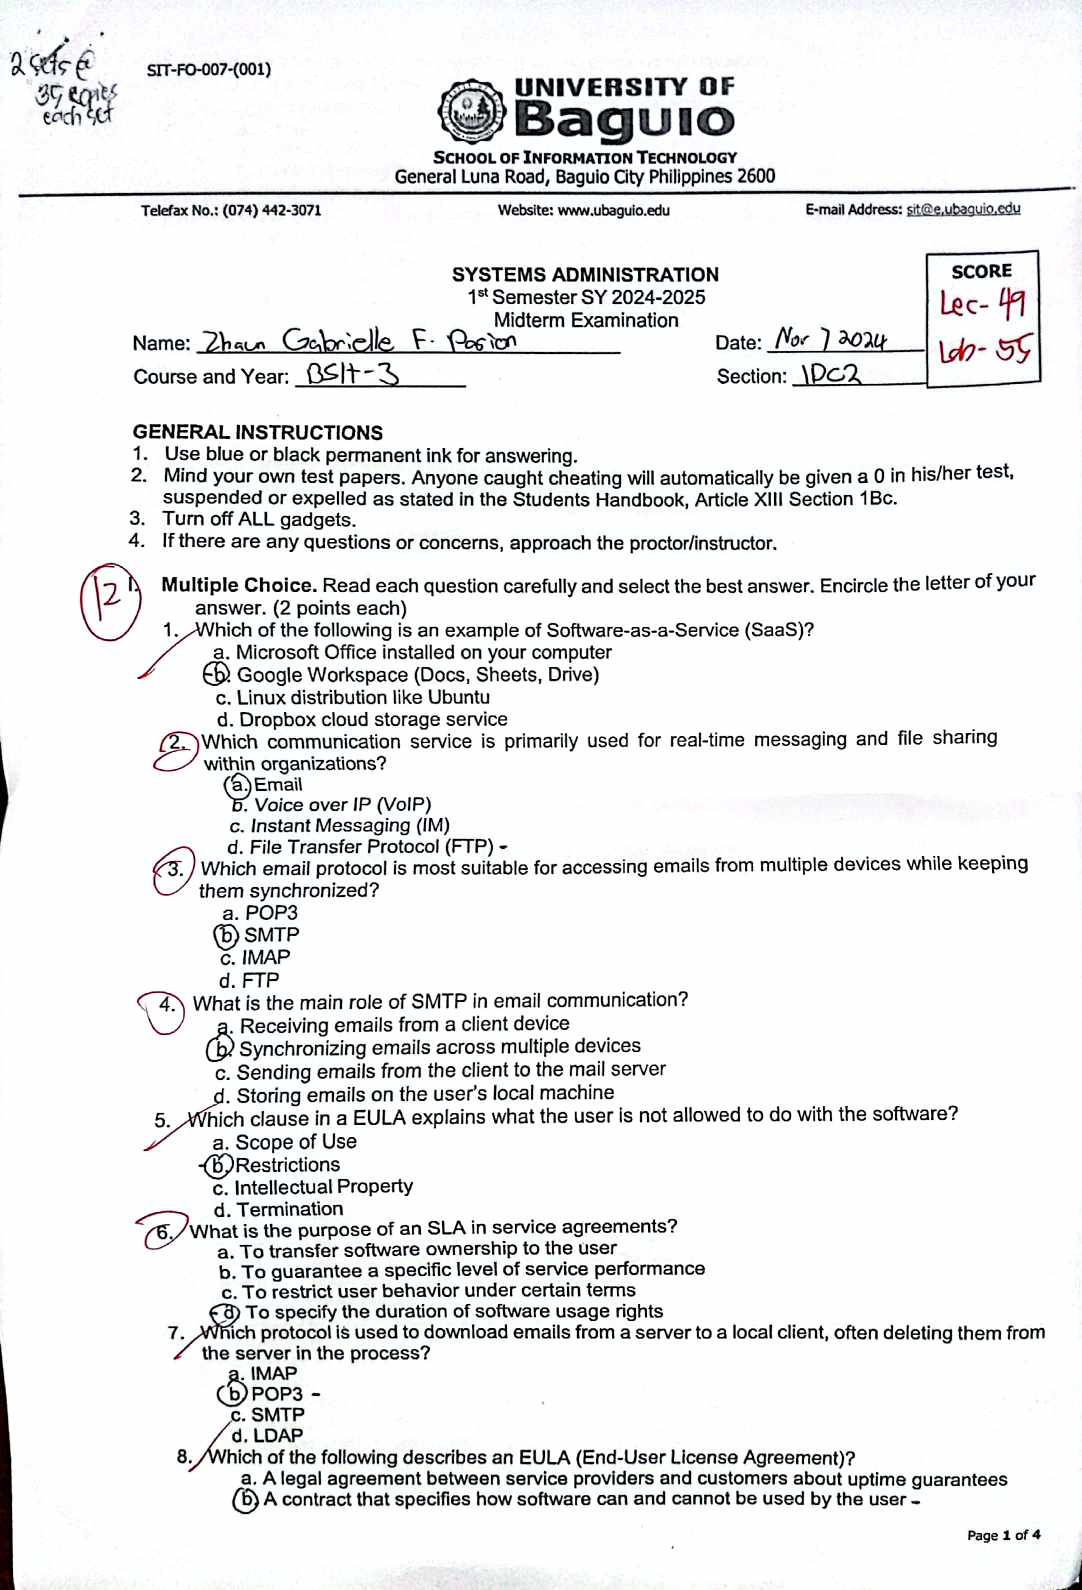 2 sets @
35 copies
each set
SIT-FO-007-(001)
UNIVERSITY OF
Baguio
SCHOOL OF INFORMATION TECHNOLOGY
General Luna Road, Baguio City Philippines 2600
Telefax No.: (074) 442-3071 Website: www.ubaguio.edu E-mail Address: sit@e.ubaguio.edu
SYSTEMS ADMINISTRATION
1st Semester SY 2024-2025
Midterm Examination
SCORE
Lec- 49
Lab- 55
Name: Zhaun Gabrielle F. Pasion Date: Nov 7 2024
Course and Year: BSIT-3 Section: IDC2
GENERAL INSTRUCTIONS
1. Use blue or black permanent ink for answering.
2. Mind your own test papers. Anyone caught cheating will automatically be given a 0 in his/her test,
suspended or expelled as stated in the Students Handbook, Article XIII Section 1Bc.
3. Turn off ALL gadgets.
4. If there are any questions or concerns, approach the proctor/instructor.
12
I. Multiple Choice. Read each question carefully and select the best answer. Encircle the letter of your
answer. (2 points each)
1. Which of the following is an example of Software-as-a-Service (SaaS)?
a. Microsoft Office installed on your computer
b. Google Workspace (Docs, Sheets, Drive)
c. Linux distribution like Ubuntu
d. Dropbox cloud storage service
2. Which communication service is primarily used for real-time messaging and file sharing
within organizations?
a. Email
b. Voice over IP (VoIP)
c. Instant Messaging (IM)
d. File Transfer Protocol (FTP) -
3. Which email protocol is most suitable for accessing emails from multiple devices while keeping
them synchronized?
a. POP3
b. SMTP
c. IMAP
d. FTP
4. What is the main role of SMTP in email communication?
a. Receiving emails from a client device
b. Synchronizing emails across multiple devices
c. Sending emails from the client to the mail server
d. Storing emails on the user's local machine
5. Which clause in a EULA explains what the user is not allowed to do with the software?
a. Scope of Use
b. Restrictions
c. Intellectual Property
d. Termination
6. What is the purpose of an SLA in service agreements?
a. To transfer software ownership to the user
b. To guarantee a specific level of service performance
c. To restrict user behavior under certain terms
d. To specify the duration of software usage rights
7. Which protocol is used to download emails from a server to a local client, often deleting them from
the server in the process?
a. IMAP
b. POP3 -
c. SMTP
d. LDAP
8. Which of the following describes an EULA (End-User License Agreement)?
a. A legal agreement between service providers and customers about uptime guarantees
b. A contract that specifies how software can and cannot be used by the user -
Page 1 of 4